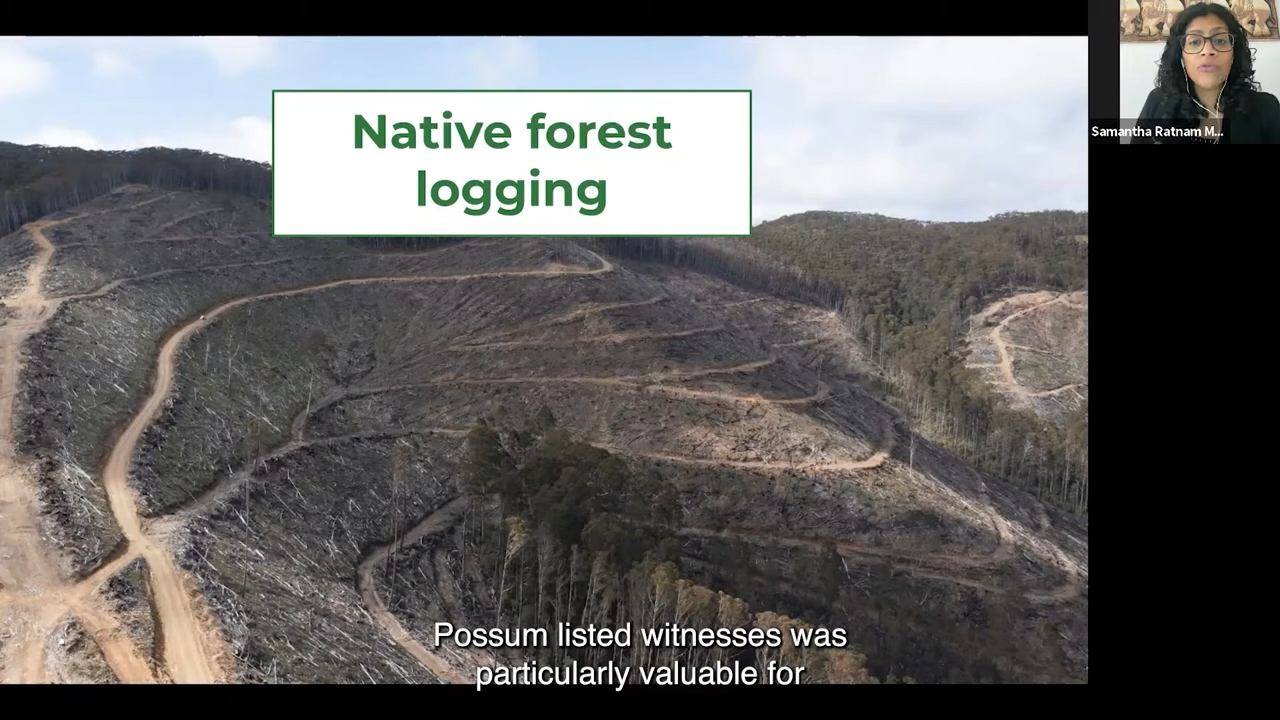 Native forest
logging
Samantha Ratnam M...
Possum listed witnesses was
particularly valuable for